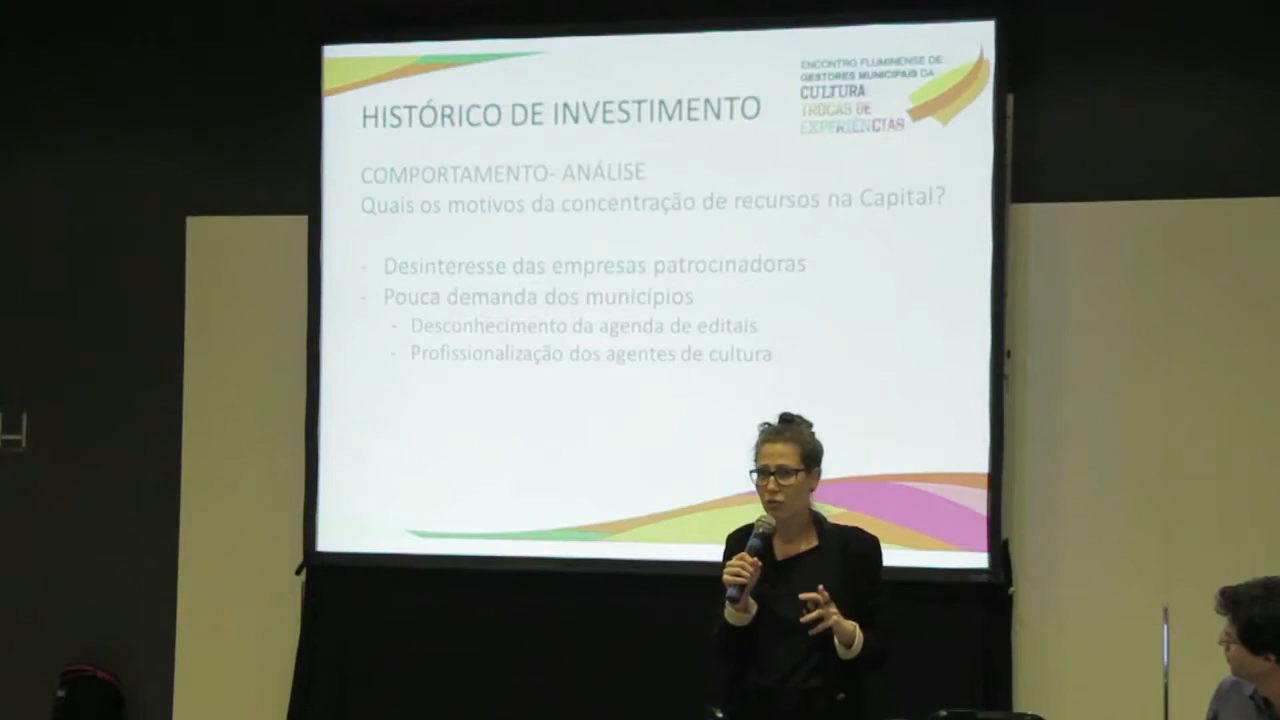 ENCONTRO FLUMINENSE DE
GESTORES MUNICIPAIS DA
CULTURA
TROCAS DE
EXPERIÊNCIAS
HISTÓRICO DE INVESTIMENTO
COMPORTAMENTO- ANÁLISE
Quais os motivos da concentração de recursos na Capital?
- Desinteresse das empresas patrocinadoras
- Pouca demanda dos municípios
- Desconhecimento da agenda de editais
- Profissionalização dos agentes de cultura